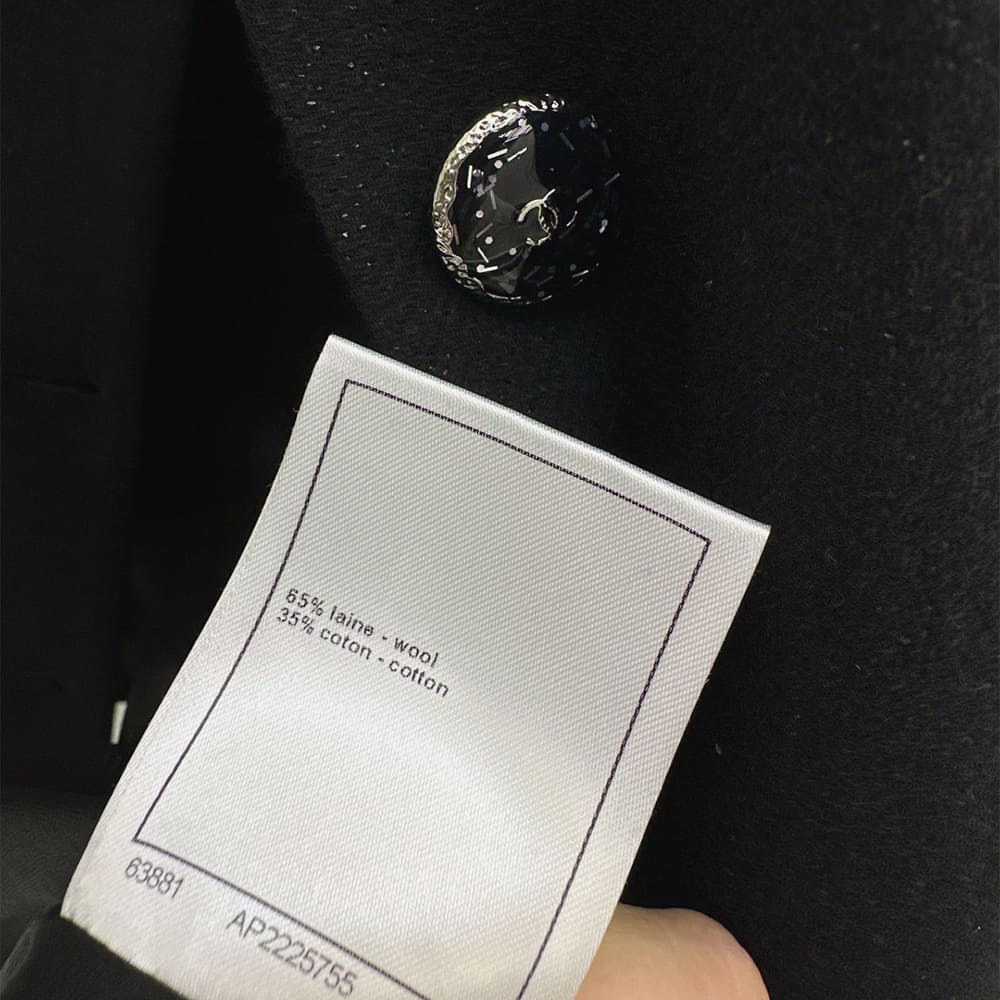 65% laine - wool
35% coton - cotton
63881
AP2225755